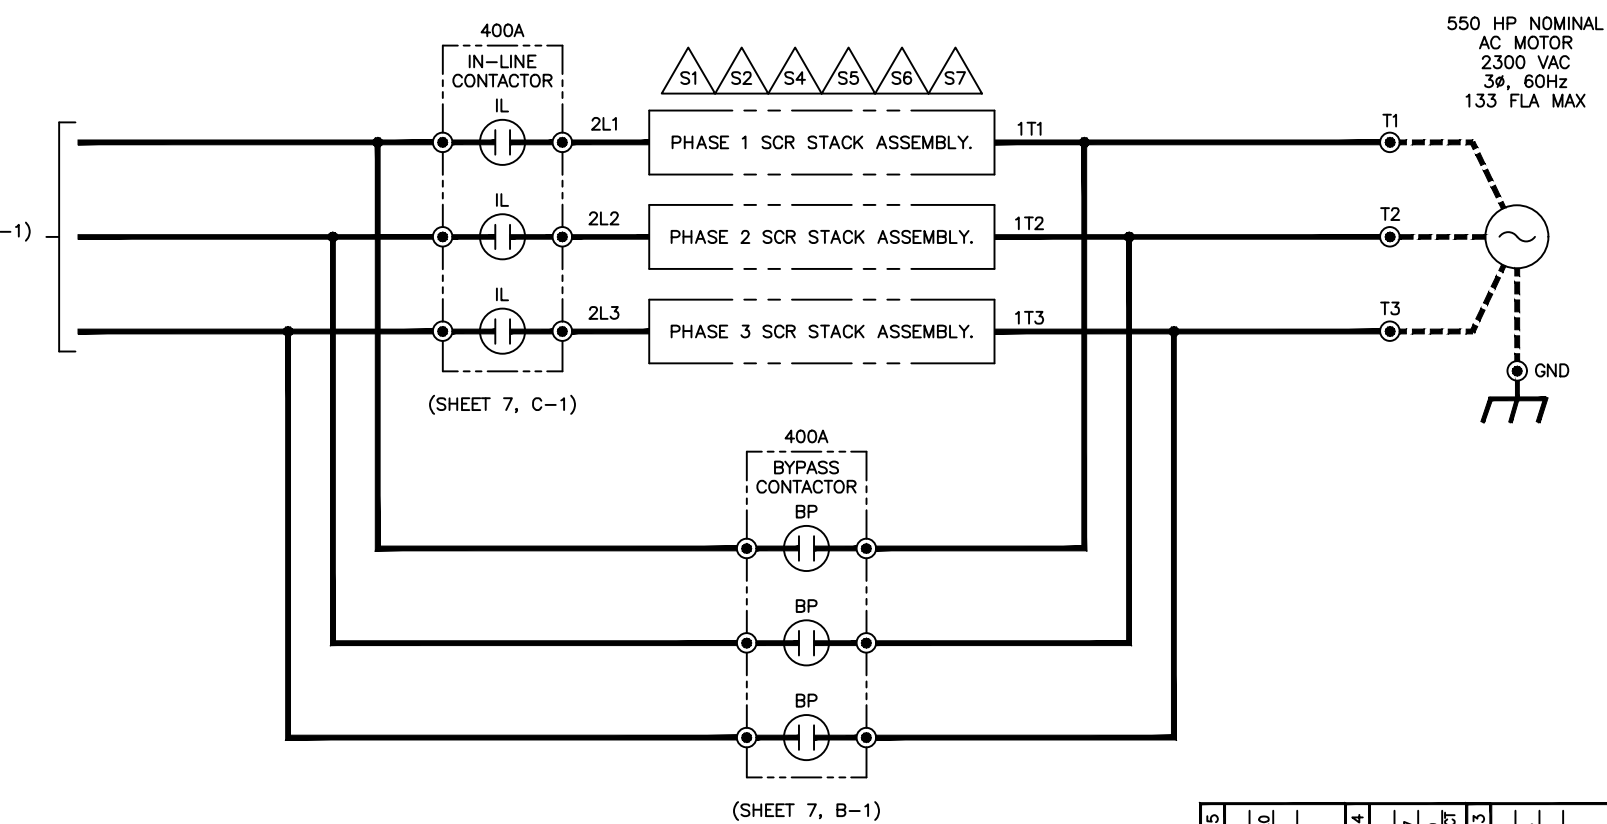 550 HP NOMINAL
AC MOTOR
2300 VAC
3ø, 60Hz
133 FLA MAX
400A
IN-LINE
CONTACTOR
S1 S2 S4 S5 S6 S7
IL
2L1
PHASE 1 SCR STACK ASSEMBLY.
1T1
T1
-1)
IL
2L2
PHASE 2 SCR STACK ASSEMBLY.
1T2
T2
IL
2L3
PHASE 3 SCR STACK ASSEMBLY.
1T3
T3
GND
(SHEET 7, C-1)
400A
BYPASS
CONTACTOR
BP
BP
BP
(SHEET 7, B-1)